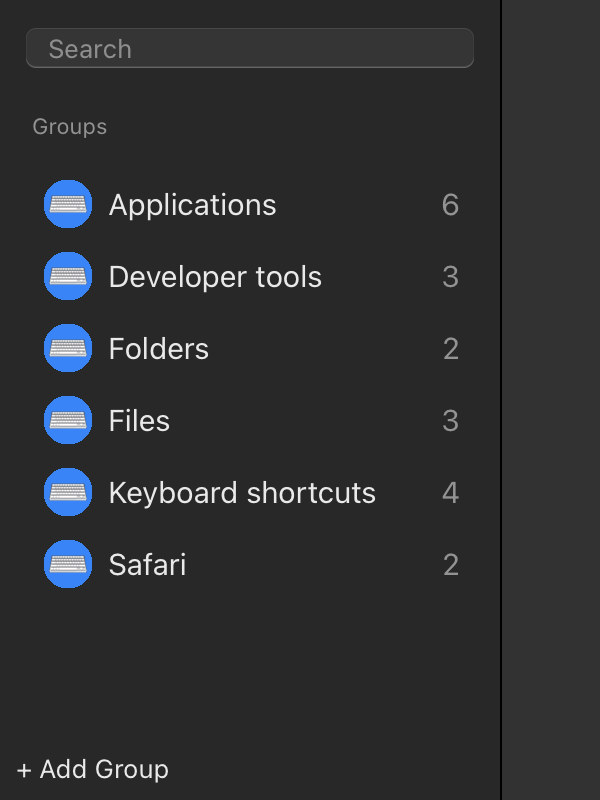 Search
Groups
Applications 6
Developer tools 3
Folders 2
Files 3
Keyboard shortcuts 4
Safari 2
+ Add Group